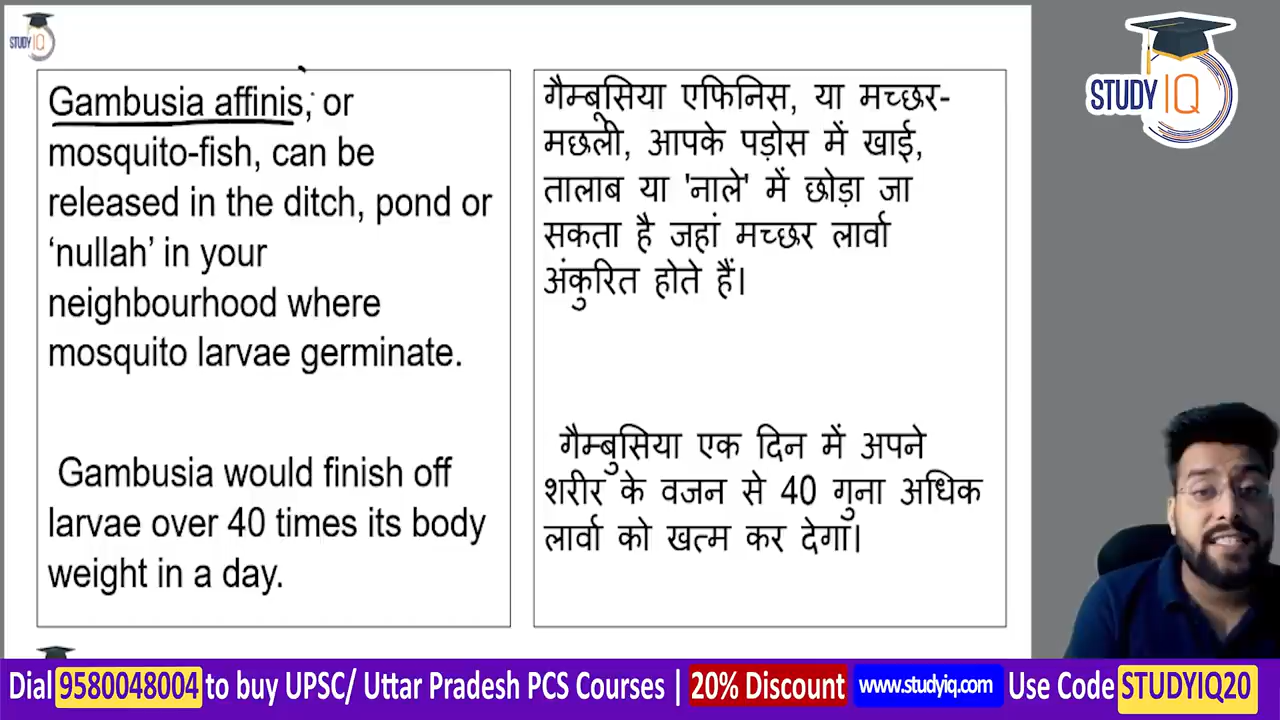 STUDY IQ
Gambusia affinis, or
mosquito-fish, can be
released in the ditch, pond or
‘nullah’ in your
neighbourhood where
mosquito larvae germinate.
Gambusia would finish off
larvae over 40 times its body
weight in a day.
गैम्बूसिया एफिनिस, या मच्छर-
मछली, आपके पड़ोस में खाई,
तालाब या 'नाले' में छोड़ा जा
सकता है जहां मच्छर लार्वा
अंकुरित होते हैं।
गैम्बुसिया एक दिन में अपने
शरीर के वजन से 40 गुना अधिक
लार्वा को खत्म कर देगा।
STUDY IQ
Dial 9580048004 to buy UPSC/ Uttar Pradesh PCS Courses | 20% Discount www.studyiq.com Use Code STUDYIQ20